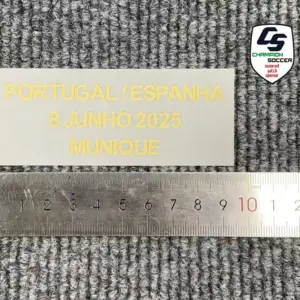 CS
CHAMPION
SOCCER
PORTUGAL / ESPANHA
8 JUNHO 2025
MUNIQUE
1 2 3 4 5 6 7 8 9 10 1 2